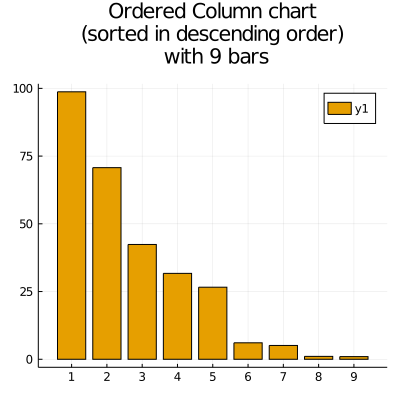 Ordered Column chart
(sorted in descending order)
with 9 bars
100
75
50
25
0
y1
1 2 3 4 5 6 7 8 9